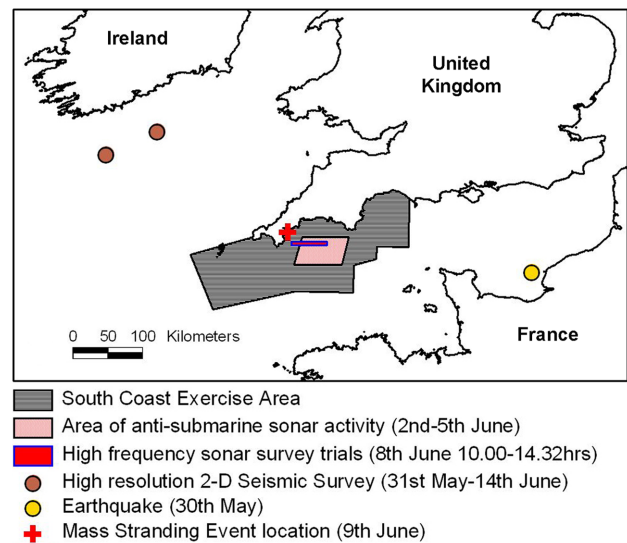 Ireland
United
Kingdom
France
0 50 100 Kilometers
South Coast Exercise Area
Area of anti-submarine sonar activity (2nd-5th June)
High frequency sonar survey trials (8th June 10.00-14.32hrs)
High resolution 2-D Seismic Survey (31st May-14th June)
Earthquake (30th May)
Mass Stranding Event location (9th June)